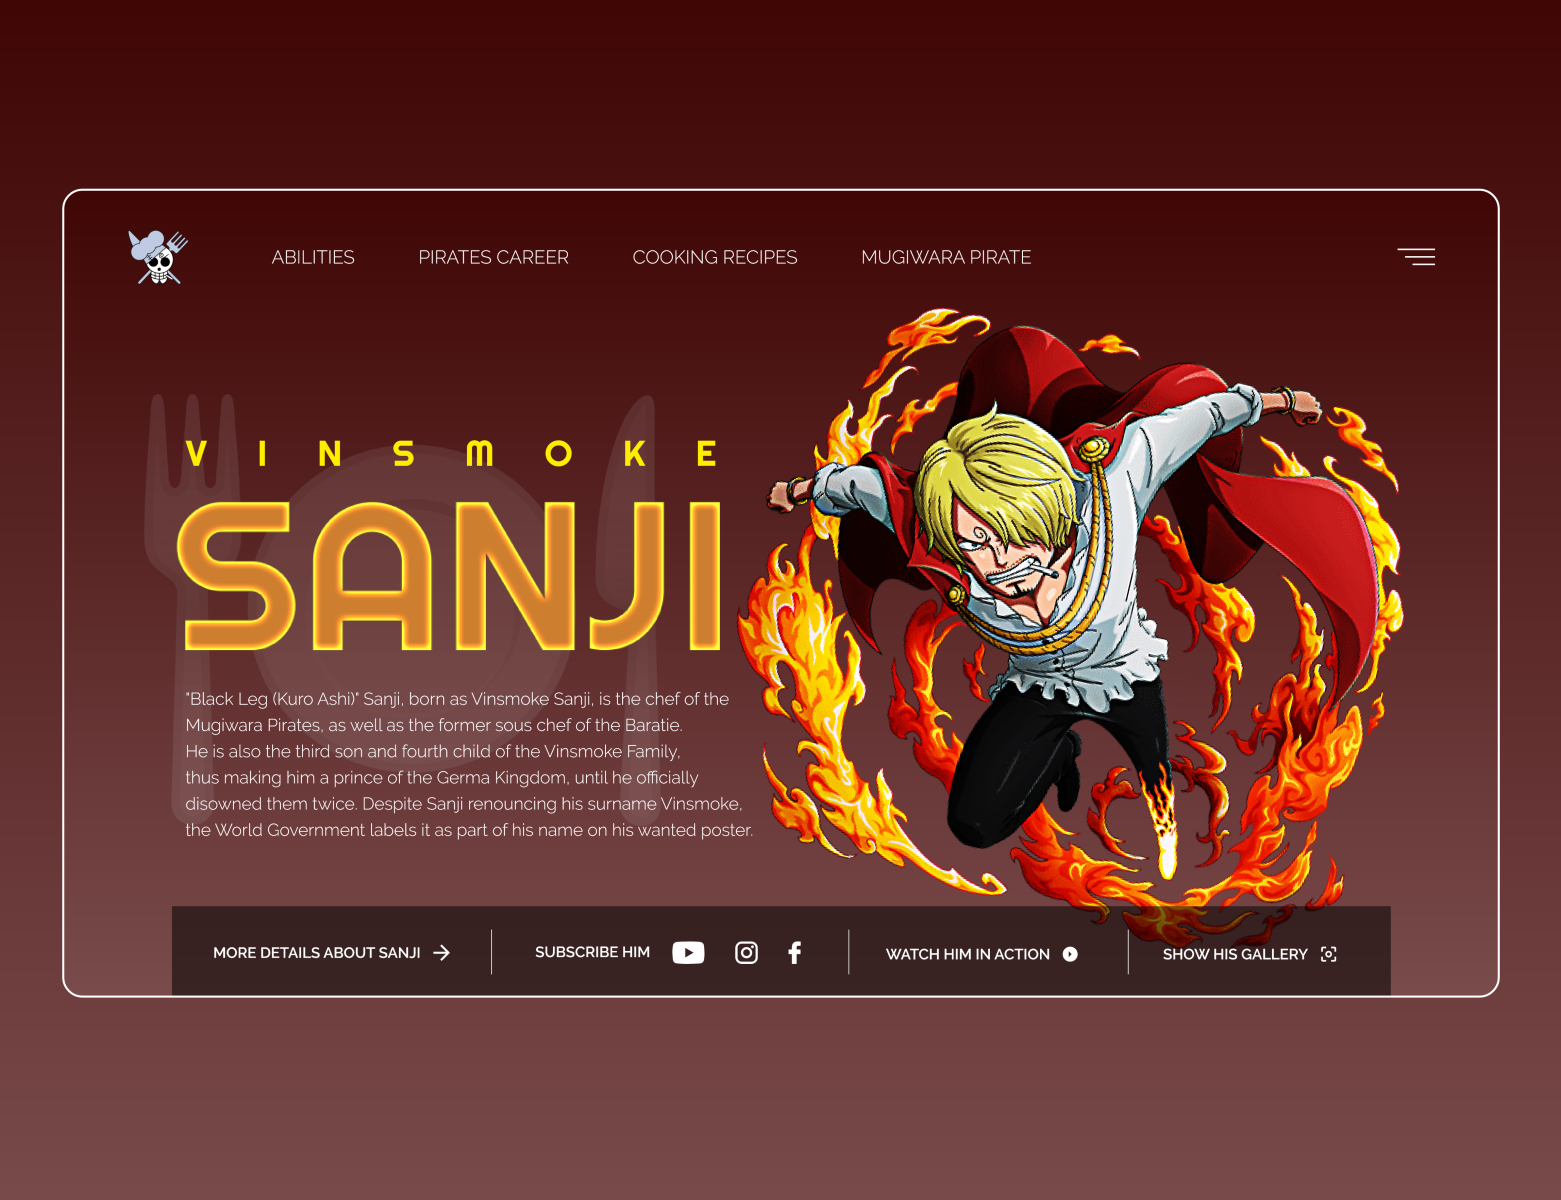 ABILITIES PIRATES CAREER COOKING RECIPES MUGIWARA PIRATE
VINSMOKE
SANJI
"Black Leg (Kuro Ashi)" Sanji, born as Vinsmoke Sanji, is the chef of the
Mugiwara Pirates, as well as the former sous chef of the Baratie.
He is also the third son and fourth child of the Vinsmoke Family,
thus making him a prince of the Germa Kingdom, until he officially
disowned them twice. Despite Sanji renouncing his surname Vinsmoke,
the World Government labels it as part of his name on his wanted poster.
MORE DETAILS ABOUT SANJI SUBSCRIBE HIM WATCH HIM IN ACTION SHOW HIS GALLERY